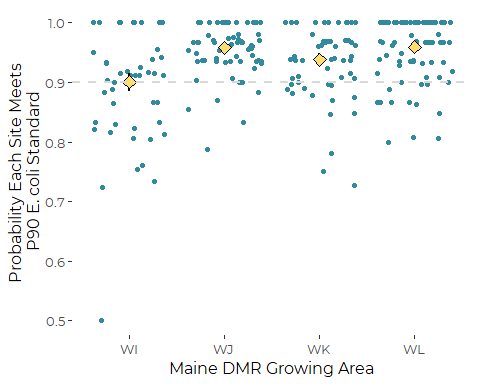 Probability Each Site Meets
P90 E. coli Standard
1.0
0.9
0.8
0.7
0.6
0.5
WI
WJ
WK
WL
Maine DMR Growing Area